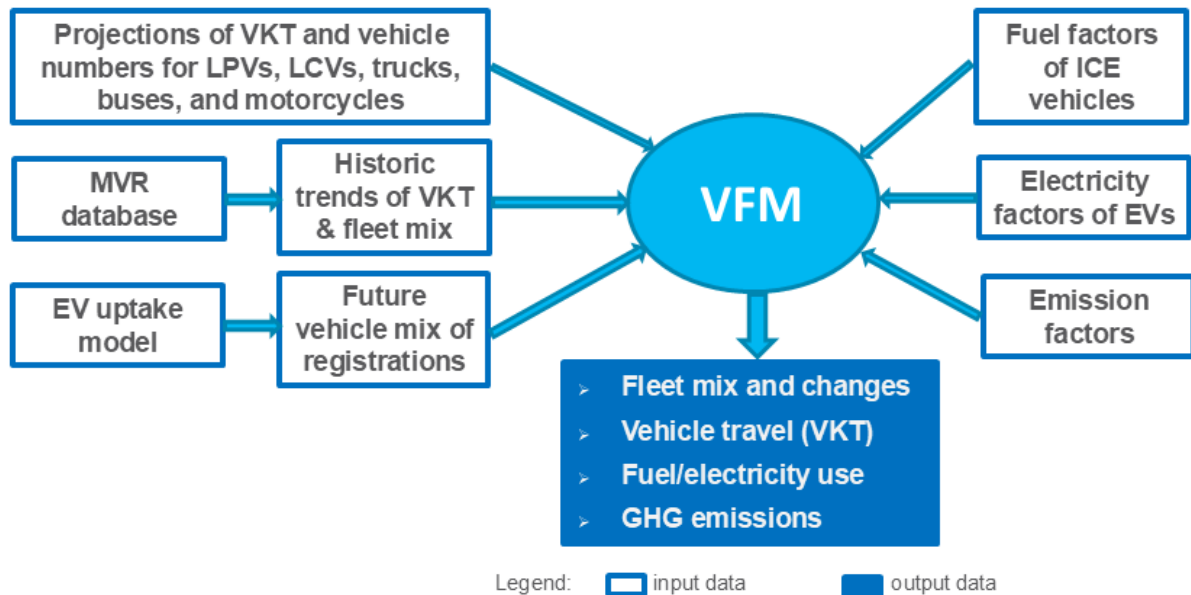 Projections of VKT and vehicle
numbers for LPVs, LCVs, trucks,
buses, and motorcycles
MVR
database
Historic
trends of VKT
& fleet mix
EV uptake
model
Future
vehicle mix of
registrations
VFM
Fuel factors
of ICE
vehicles
Electricity
factors of EVs
Emission
factors
➢ Fleet mix and changes
➢ Vehicle travel (VKT)
➢ Fuel/electricity use
➢ GHG emissions
Legend: input data output data